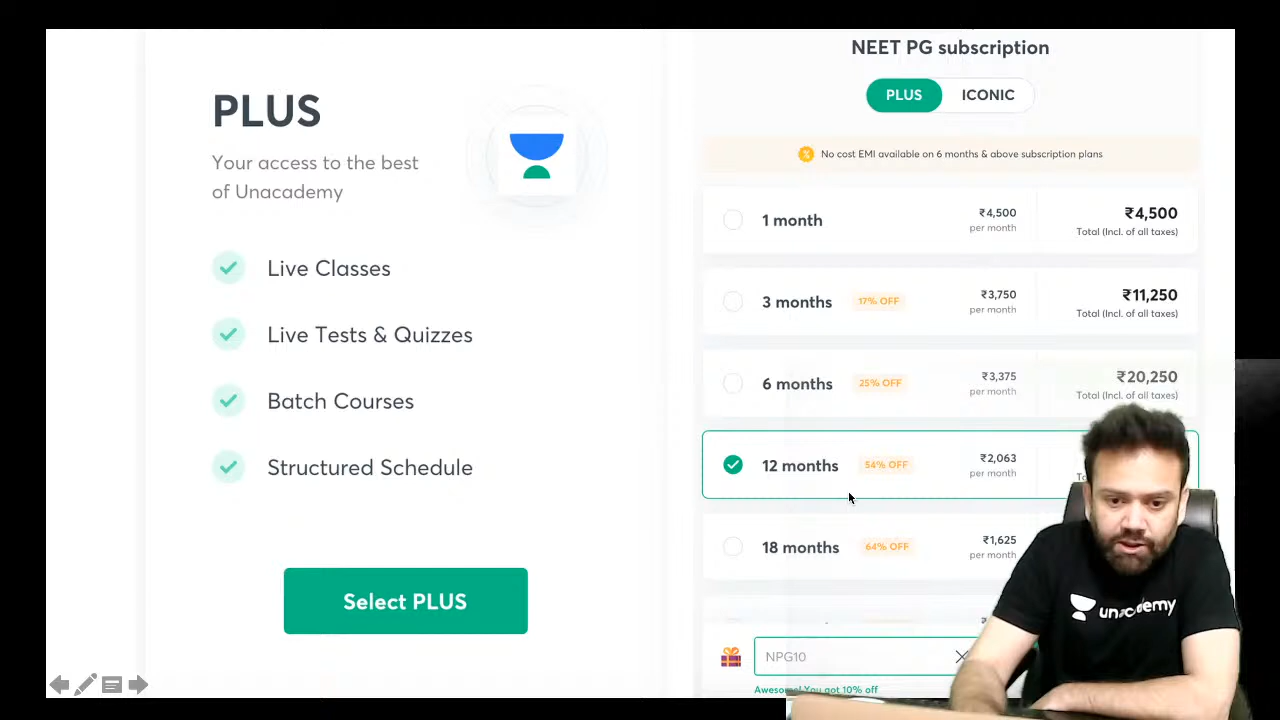 PLUS
Your access to the best
of Unacademy
Live Classes
Live Tests & Quizzes
Batch Courses
Structured Schedule
Select PLUS
NEET PG subscription
PLUS ICONIC
No cost EMI available on 6 months & above subscription plans
1 month ₹4,500 per month ₹4,500 Total (Incl. of all taxes)
3 months 17% OFF ₹3,750 per month ₹11,250 Total (Incl. of all taxes)
6 months 25% OFF ₹3,375 per month ₹20,250 Total (Incl. of all taxes)
12 months 54% OFF ₹2,063 per month
18 months 64% OFF ₹1,625 per month
NPG10
Awesome! You got 10% off
unacademy